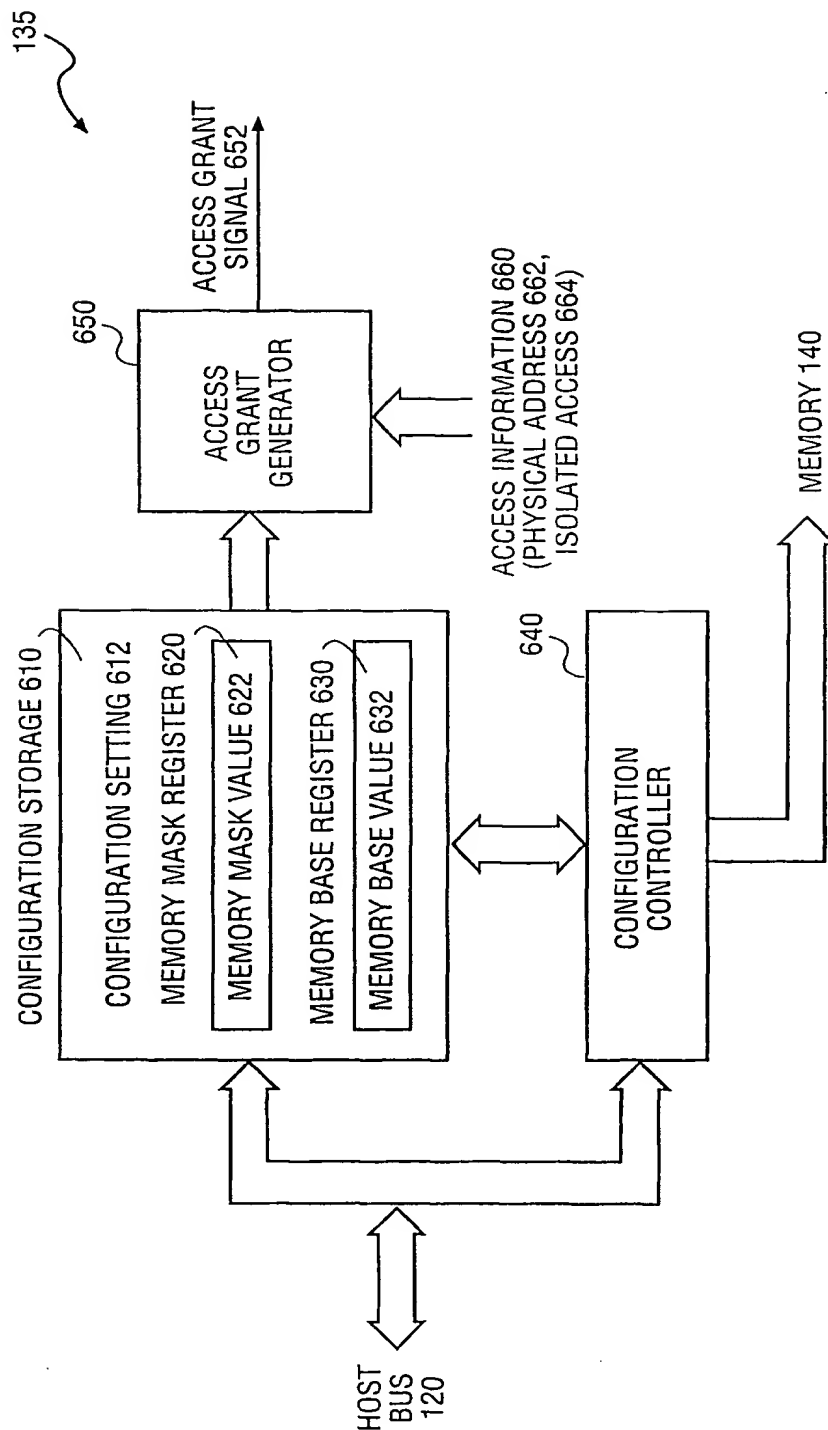 135
CONFIGURATION STORAGE 610
CONFIGURATION SETTING 612
MEMORY MASK REGISTER 620
MEMORY MASK VALUE 622
MEMORY BASE REGISTER 630
MEMORY BASE VALUE 632
650
ACCESS
GRANT
GENERATOR
ACCESS GRANT
SIGNAL 652
ACCESS INFORMATION 660
(PHYSICAL ADDRESS 662,
ISOLATED ACCESS 664)
HOST
BUS
120
640
CONFIGURATION
CONTROLLER
MEMORY 140